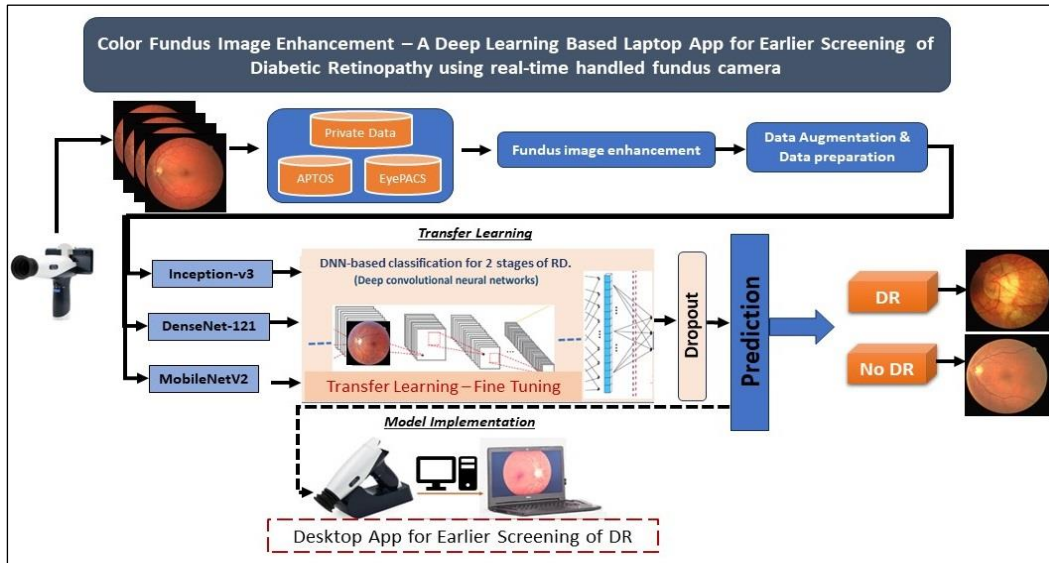 Color Fundus Image Enhancement – A Deep Learning Based Laptop App for Earlier Screening of
Diabetic Retinopathy using real-time handled fundus camera
Private Data
APTOS
EyePACS
Fundus image enhancement
Data Augmentation &
Data preparation
Transfer Learning
Inception-v3
DenseNet-121
MobileNetV2
DNN-based classification for 2 stages of RD.
(Deep convolutional neural networks)
Transfer Learning – Fine Tuning
Dropout
Prediction
DR
No DR
Model Implementation
Desktop App for Earlier Screening of DR